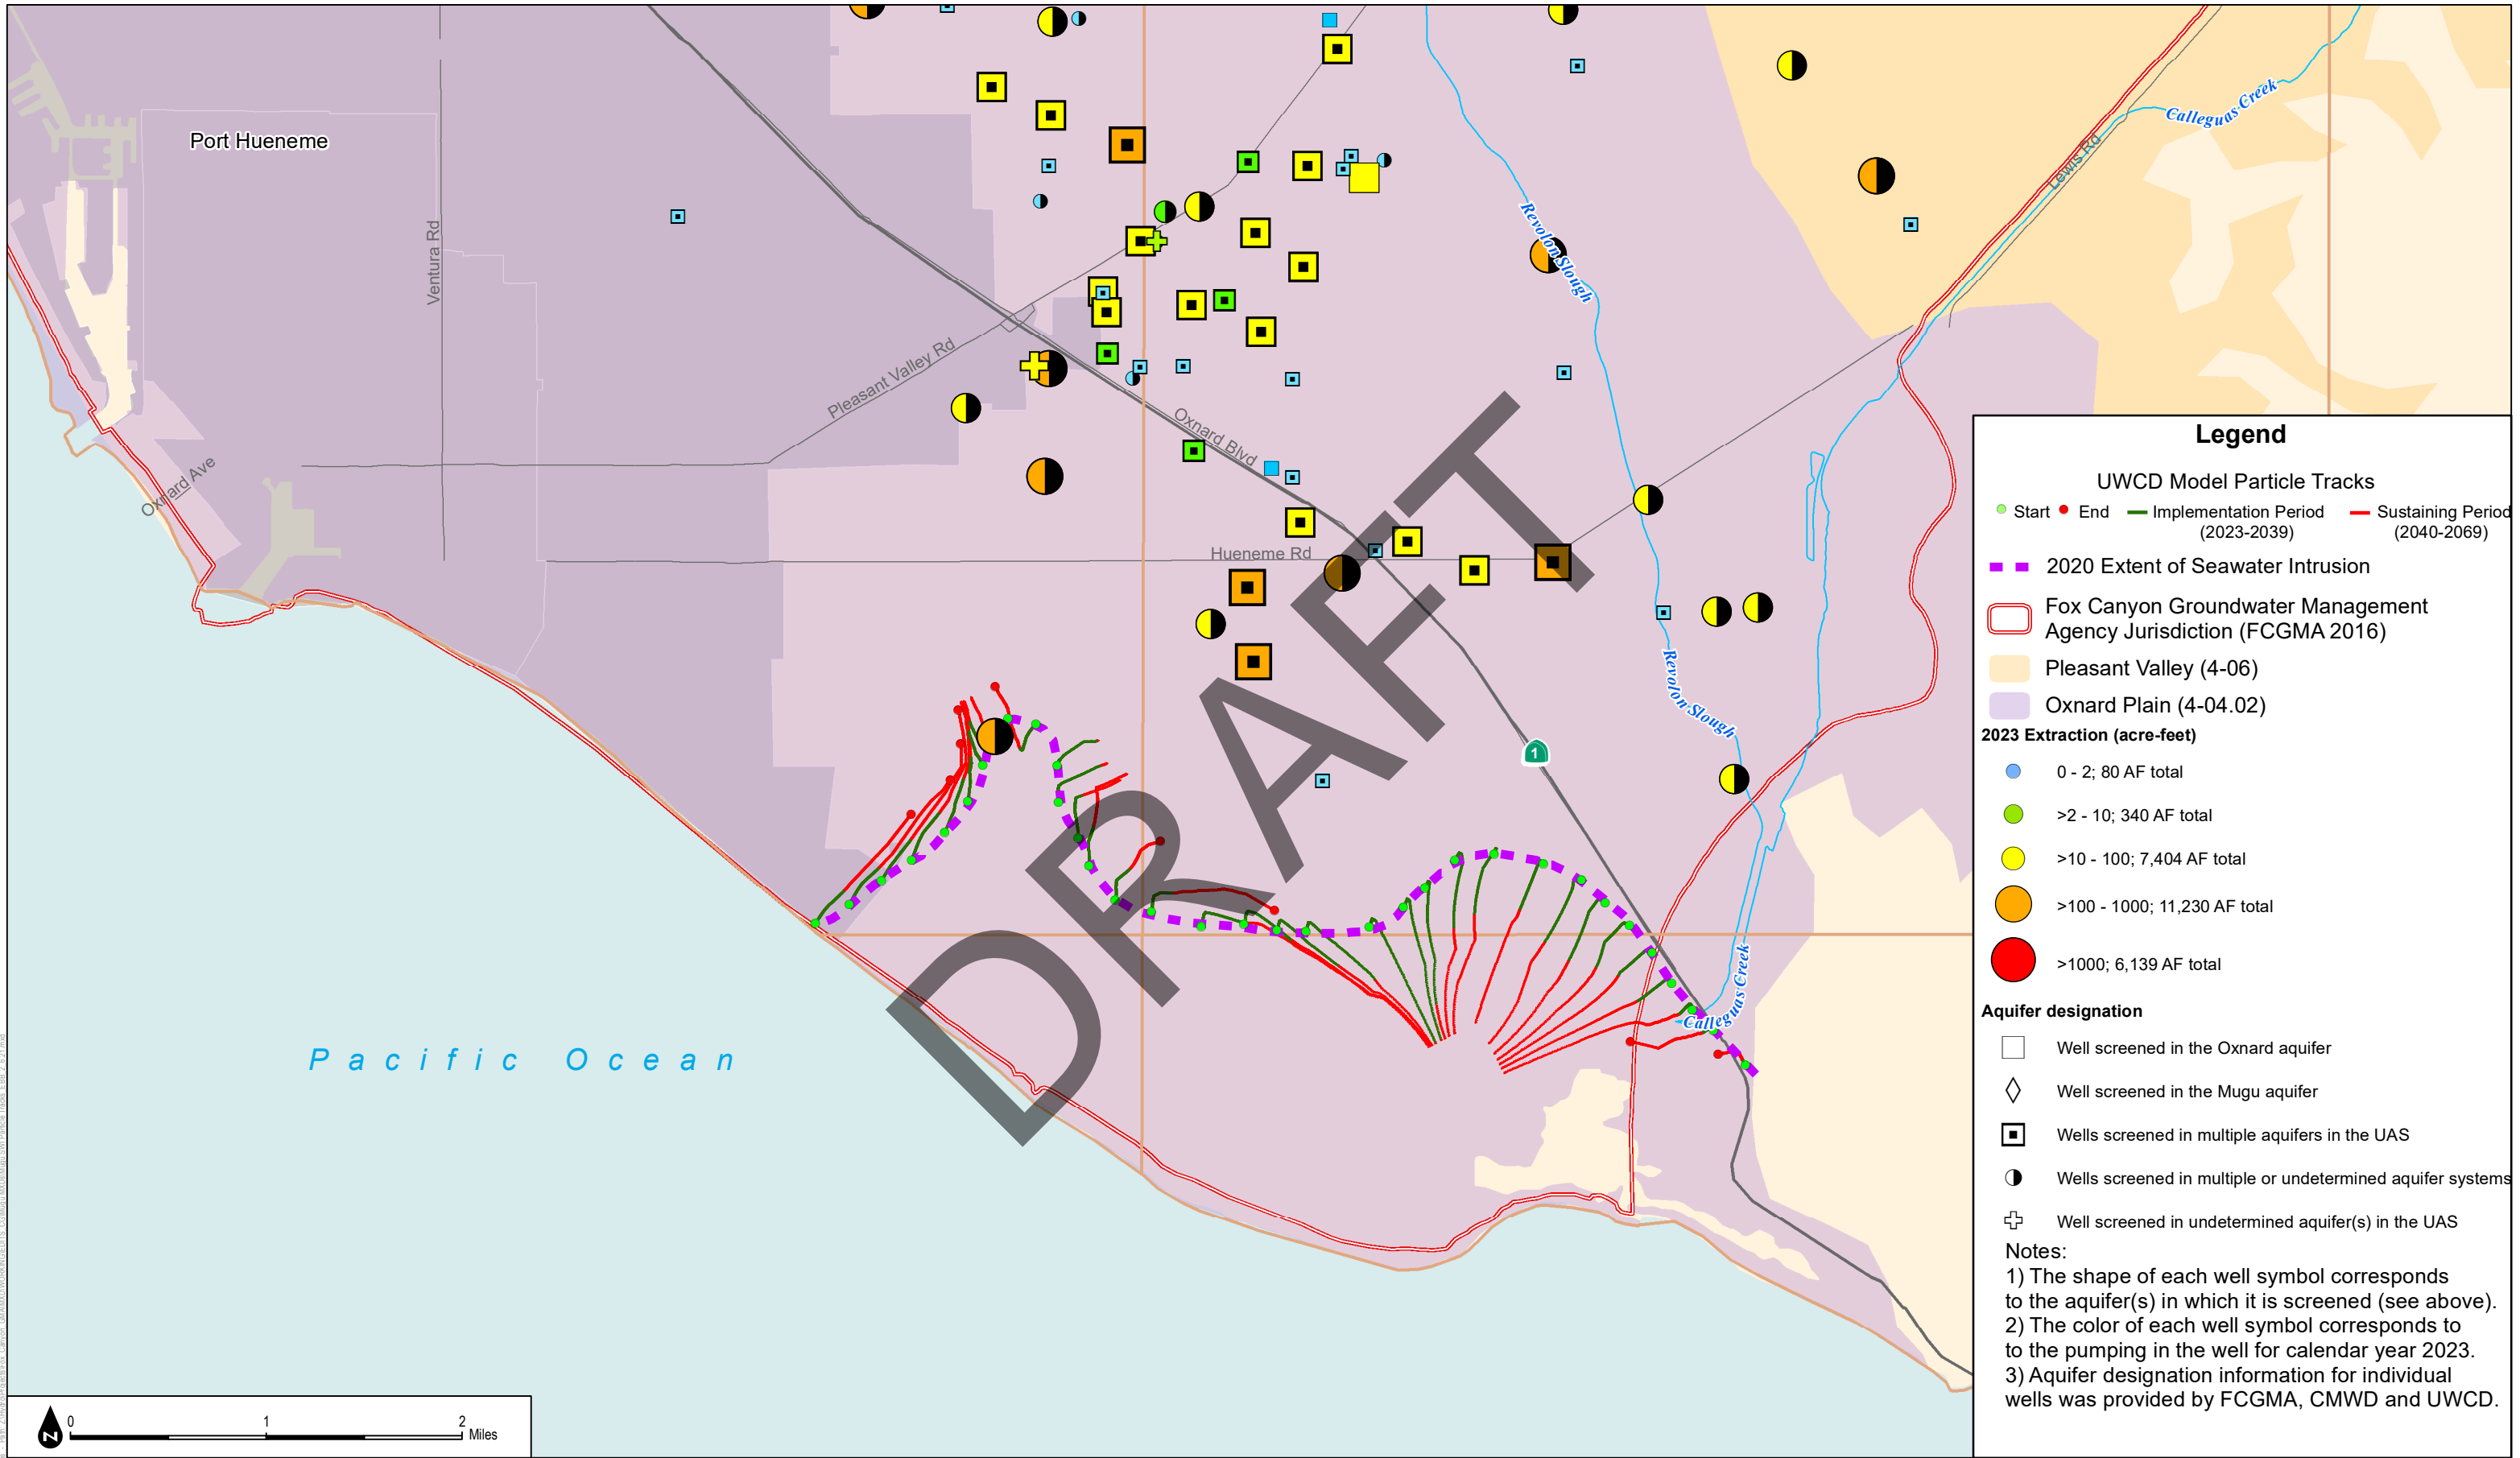 Port Hueneme
Ventura Rd
Oxnard Ave
Pleasant Valley Rd
Oxnard Blvd
Hueneme Rd
Lewis Rd
Calleguas Creek
Revolon Slough
Revolon Slough
1
Calleguas Creek
Pacific Ocean
DRAFT
N
0 1 2
Miles
Legend
UWCD Model Particle Tracks
Start End Implementation Period Sustaining Period
(2023-2039) (2040-2069)
2020 Extent of Seawater Intrusion
Fox Canyon Groundwater Management
Agency Jurisdiction (FCGMA 2016)
Pleasant Valley (4-06)
Oxnard Plain (4-04.02)
2023 Extraction (acre-feet)
0 - 2; 80 AF total
>2 - 10; 340 AF total
>10 - 100; 7,404 AF total
>100 - 1000; 11,230 AF total
>1000; 6,139 AF total
Aquifer designation
Well screened in the Oxnard aquifer
Well screened in the Mugu aquifer
Wells screened in multiple aquifers in the UAS
Wells screened in multiple or undetermined aquifer systems
Well screened in undetermined aquifer(s) in the UAS
Notes:
1) The shape of each well symbol corresponds
to the aquifer(s) in which it is screened (see above).
2) The color of each well symbol corresponds to
to the pumping in the well for calendar year 2023.
3) Aquifer designation information for individual
wells was provided by FCGMA, CMWD and UWCD.